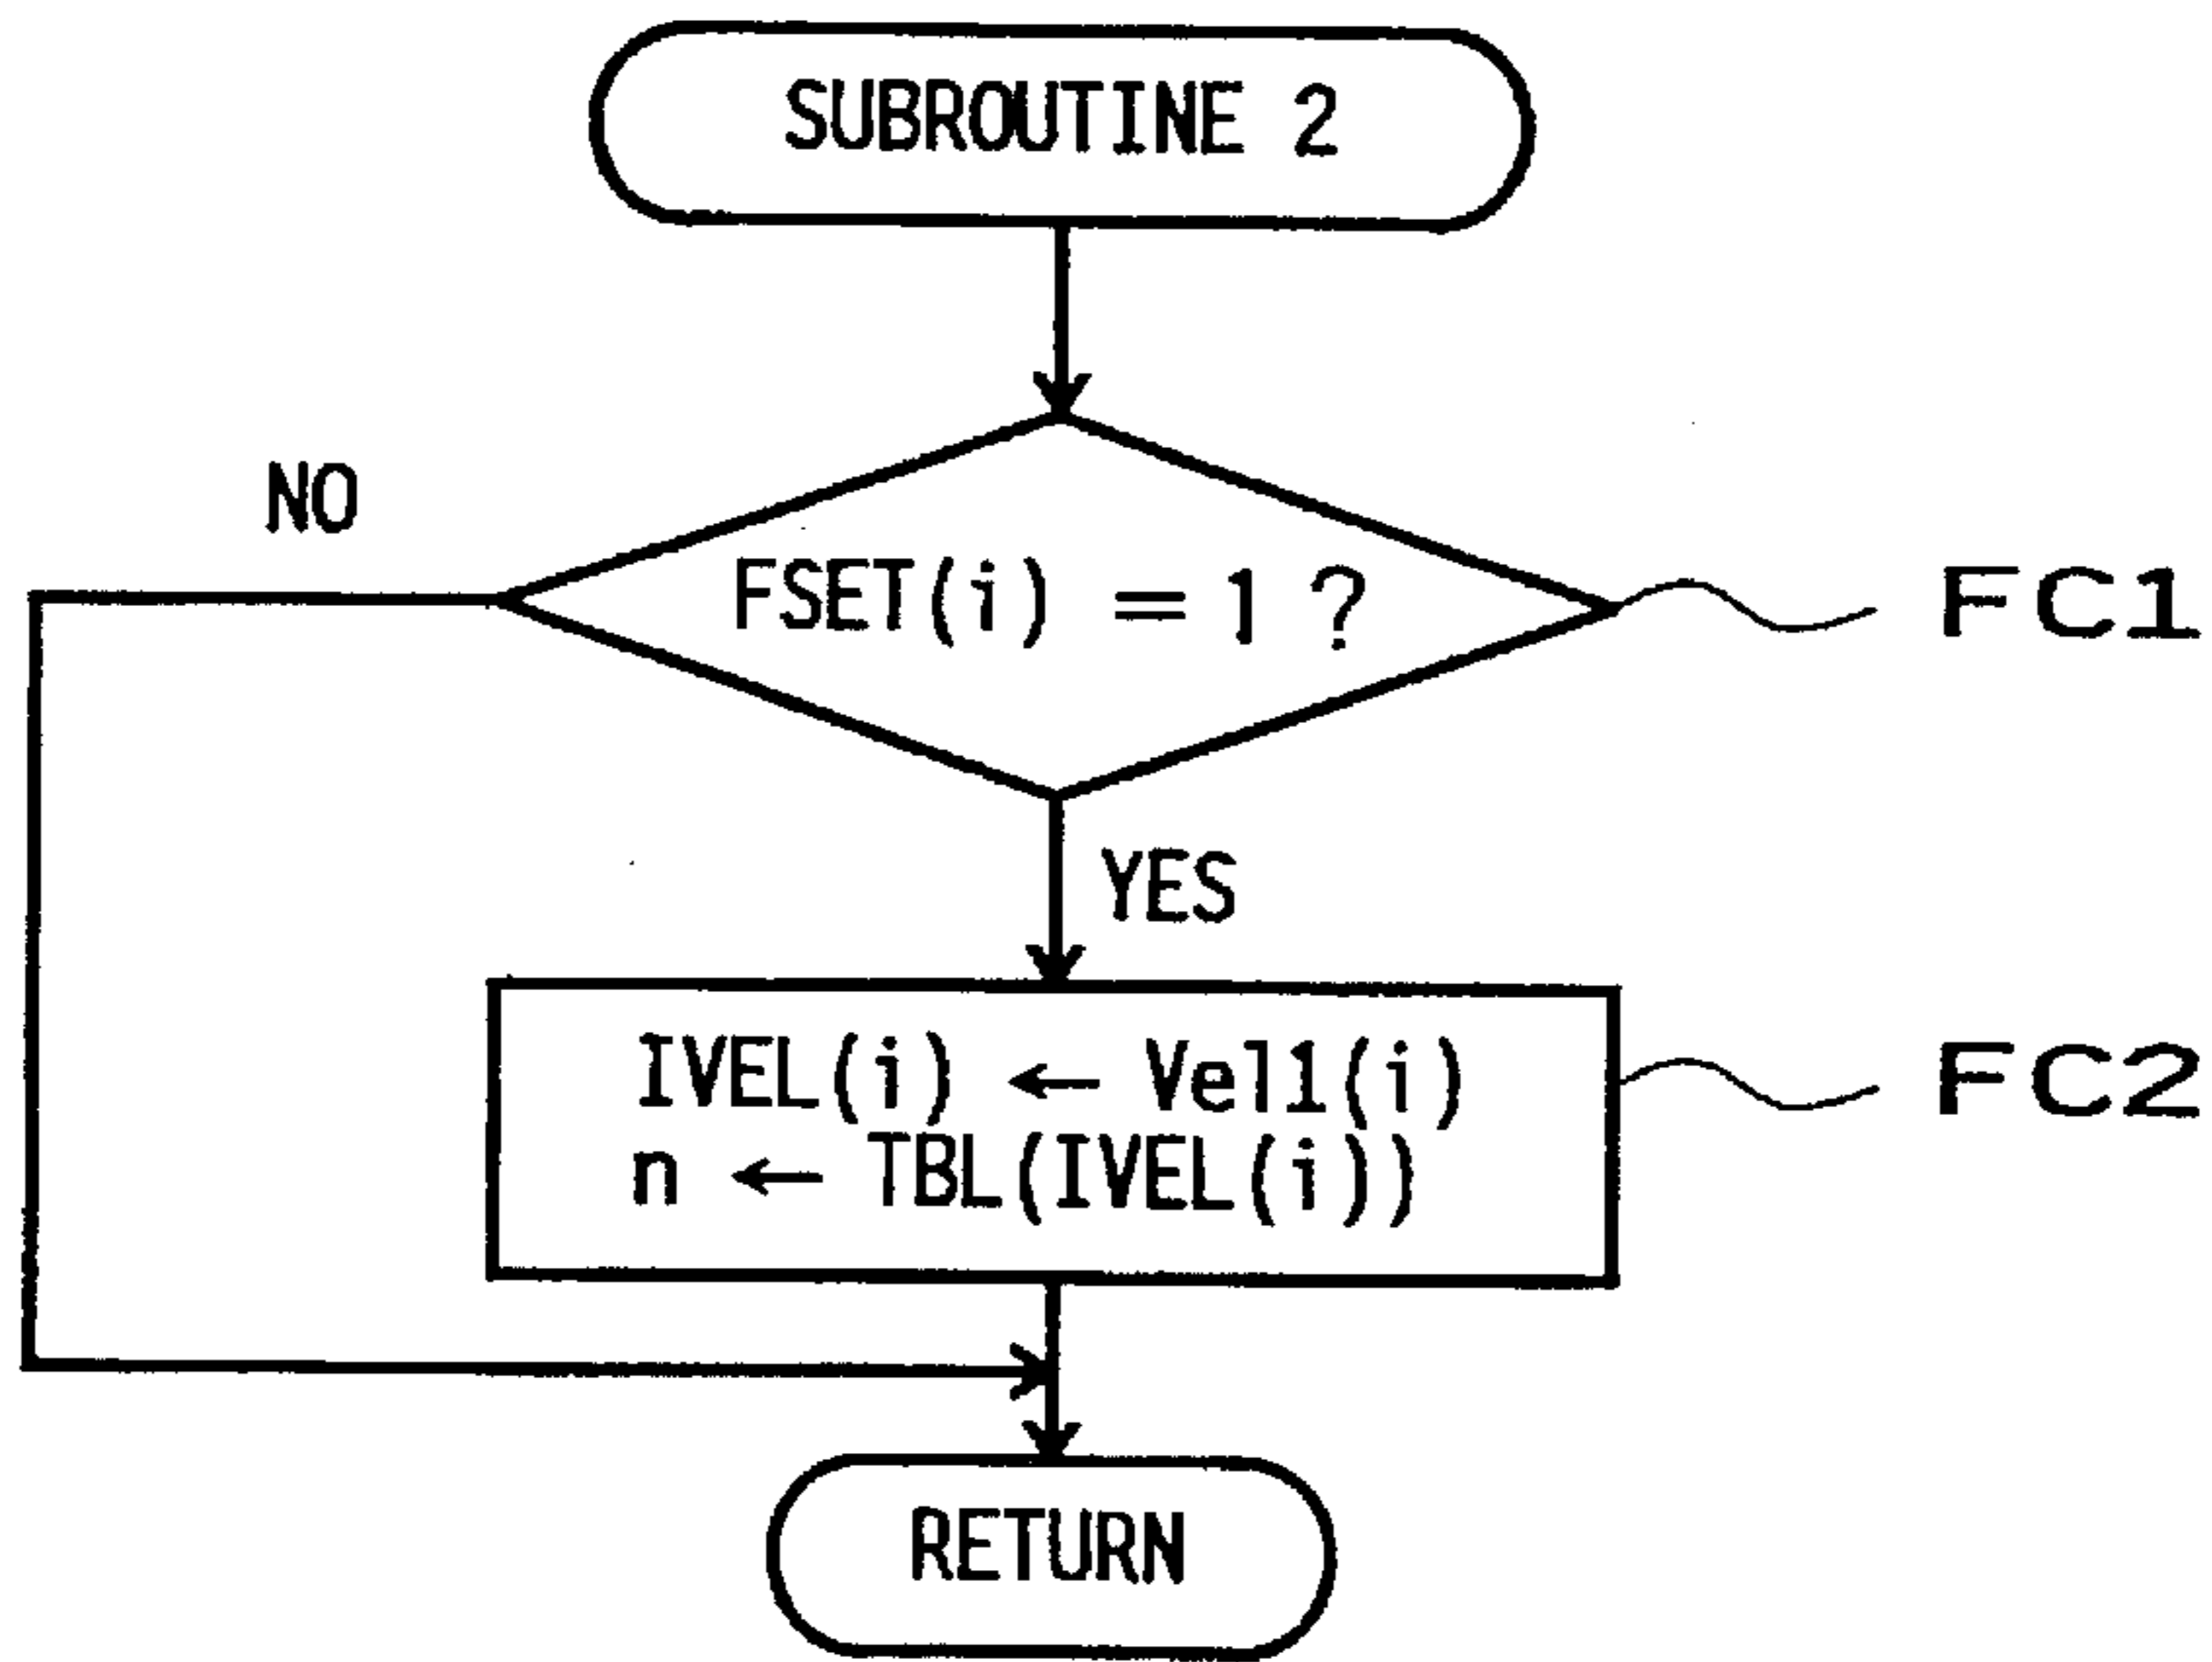 SUBROUTINE 2
NO
FSET(i) = 1 ?
FC1
YES
IVEL(i) ← Vel1(i)
n ← TBL(IVEL(i))
FC2
RETURN